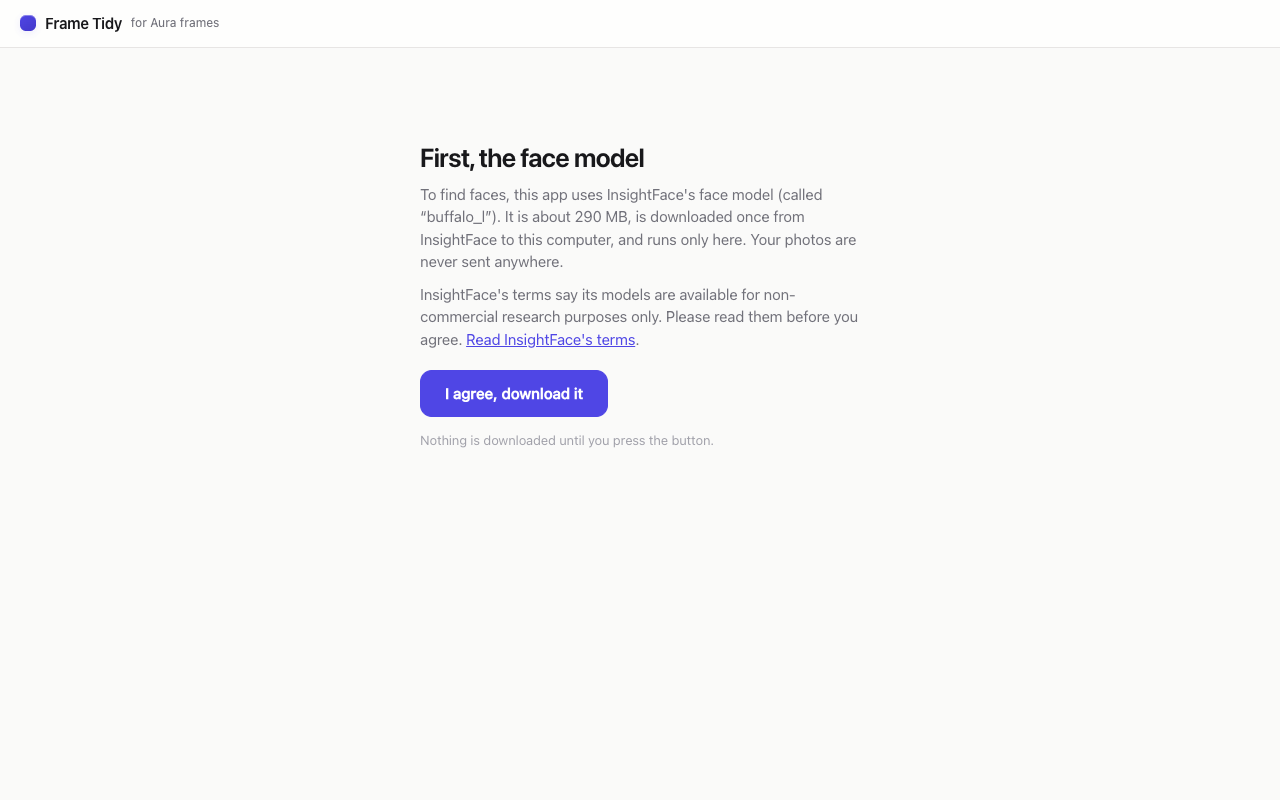 Frame Tidy for Aura frames
First, the face model
To find faces, this app uses InsightFace's face model (called
“buffalo_l”). It is about 290 MB, is downloaded once from
InsightFace to this computer, and runs only here. Your photos are
never sent anywhere.
InsightFace's terms say its models are available for non-
commercial research purposes only. Please read them before you
agree. Read InsightFace's terms.
I agree, download it
Nothing is downloaded until you press the button.